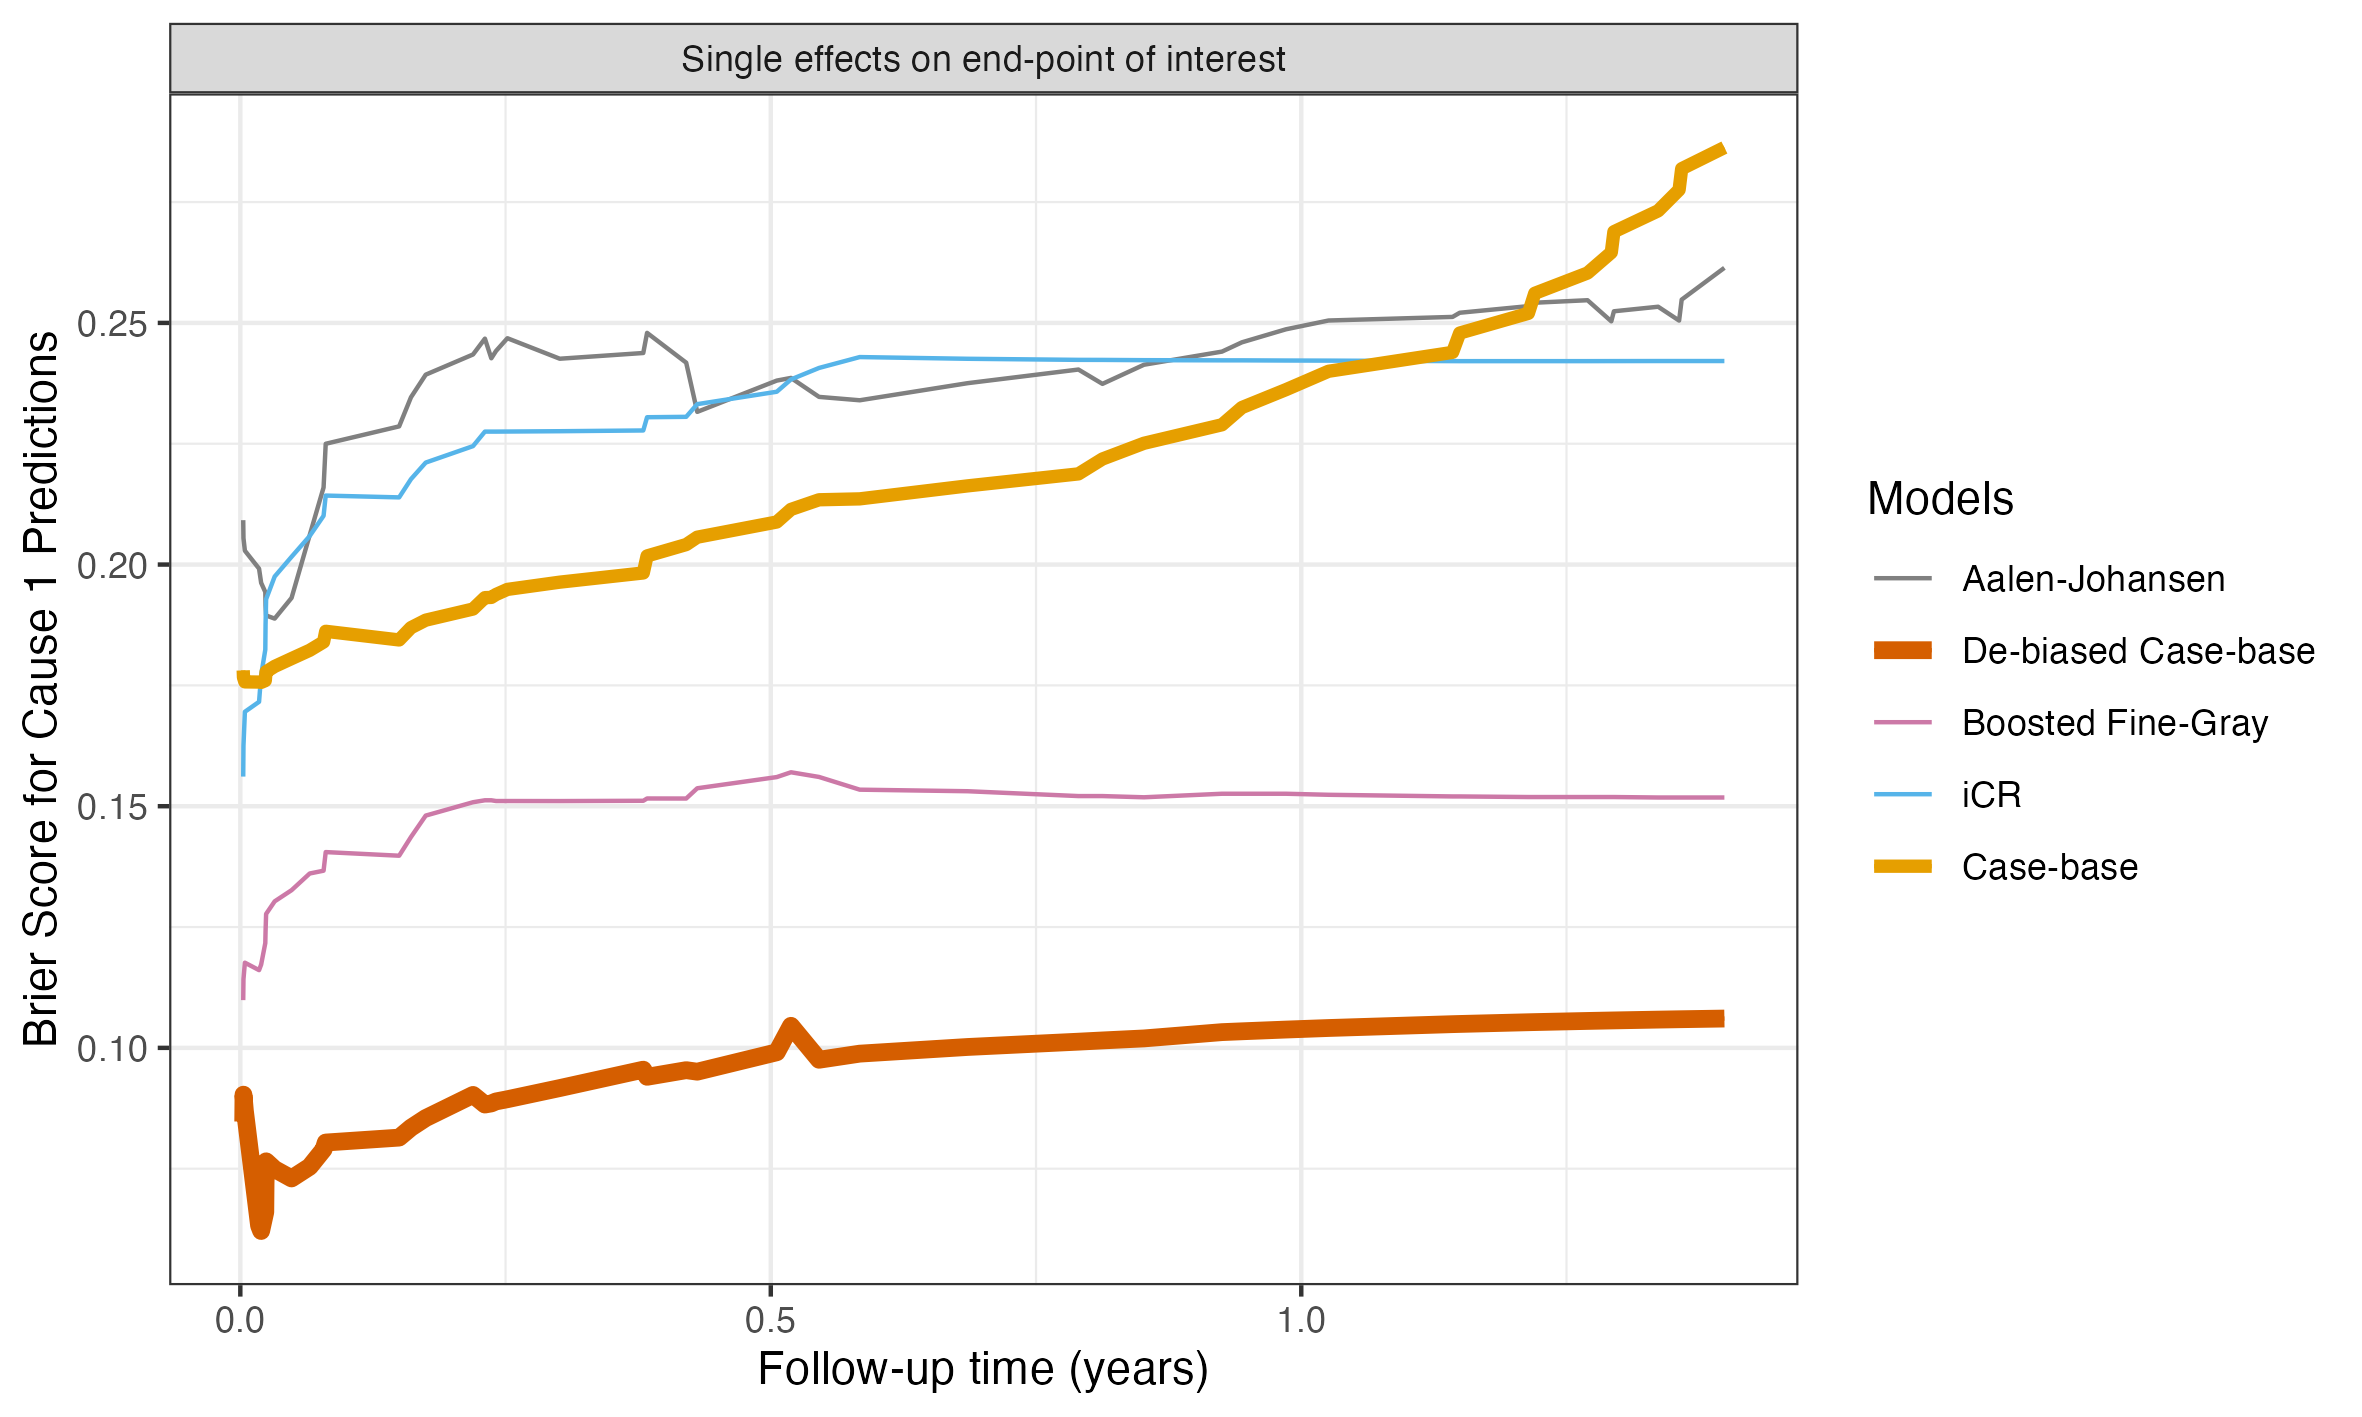 Single effects on end-point of interest
Brier Score for Cause 1 Predictions
0.25
0.20
0.15
0.10
0.0
0.5
1.0
Follow-up time (years)
Models
Aalen-Johansen
De-biased Case-base
Boosted Fine-Gray
iCR
Case-base